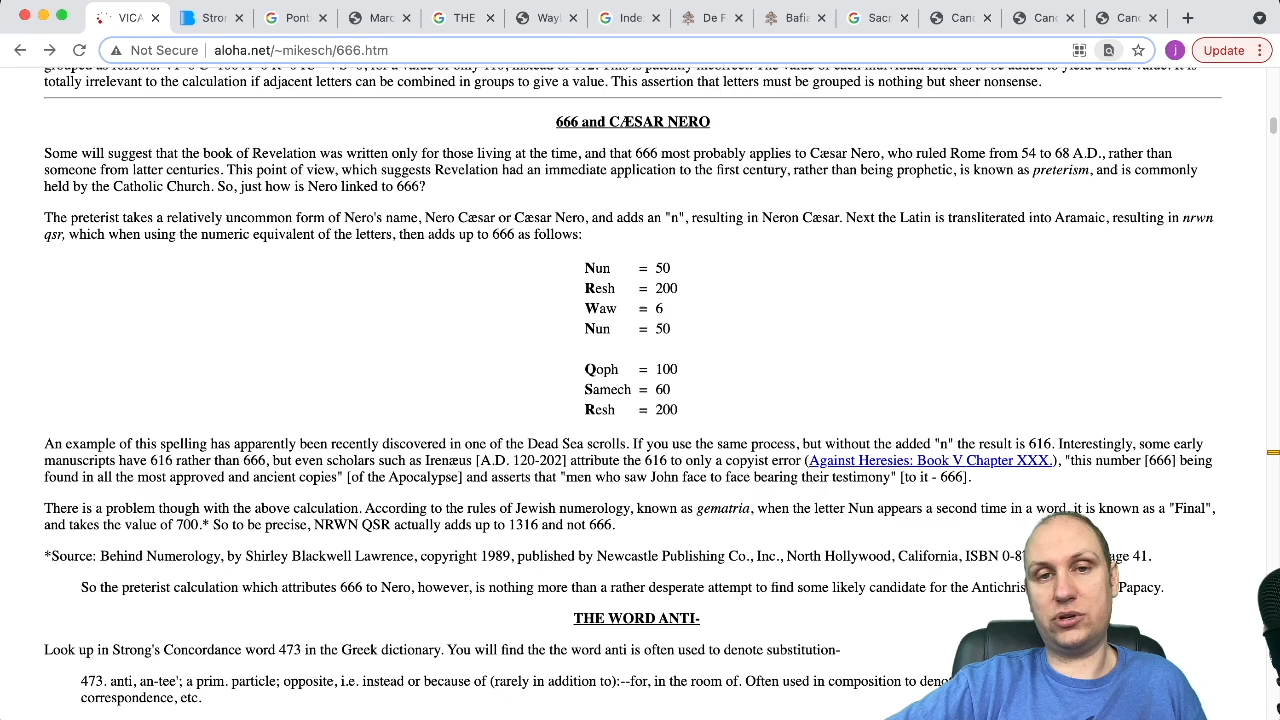 VICA
Stron
Pont
Marc
THE
Wayl
Inde
De F
Bafia
Sacr
Canc
Canc
Canc
Not Secure
aloha.net/~mikesch/666.htm
j
Update
totally irrelevant to the calculation if adjacent letters can be combined in groups to give a value. This assertion that letters must be grouped is nothing but sheer nonsense.
666 and CÆSAR NERO
Some will suggest that the book of Revelation was written only for those living at the time, and that 666 most probably applies to Cæsar Nero, who ruled Rome from 54 to 68 A.D., rather than
someone from latter centuries. This point of view, which suggests Revelation had an immediate application to the first century, rather than being prophetic, is known as preterism, and is commonly
held by the Catholic Church. So, just how is Nero linked to 666?
The preterist takes a relatively uncommon form of Nero's name, Nero Cæsar or Cæsar Nero, and adds an "n", resulting in Neron Cæsar. Next the Latin is transliterated into Aramaic, resulting in nrwn
qsr, which when using the numeric equivalent of the letters, then adds up to 666 as follows:
Nun = 50
Resh = 200
Waw = 6
Nun = 50
Qoph = 100
Samech = 60
Resh = 200
An example of this spelling has apparently been recently discovered in one of the Dead Sea scrolls. If you use the same process, but without the added "n" the result is 616. Interestingly, some early
manuscripts have 616 rather than 666, but even scholars such as Irenæus [A.D. 120-202] attribute the 616 to only a copyist error (Against Heresies: Book V Chapter XXX.), "this number [666] being
found in all the most approved and ancient copies" [of the Apocalypse] and asserts that "men who saw John face to face bearing their testimony" [to it - 666].
There is a problem though with the above calculation. According to the rules of Jewish numerology, known as gematria, when the letter Nun appears a second time in a word, it is known as a "Final",
and takes the value of 700.* So to be precise, NRWN QSR actually adds up to 1316 and not 666.
*Source: Behind Numerology, by Shirley Blackwell Lawrence, copyright 1989, published by Newcastle Publishing Co., Inc., North Hollywood, California, ISBN 0-8 age 41.
So the preterist calculation which attributes 666 to Nero, however, is nothing more than a rather desperate attempt to find some likely candidate for the Antichris Papacy.
THE WORD ANTI-
Look up in Strong's Concordance word 473 in the Greek dictionary. You will find the the word anti is often used to denote substitution-
473. anti, an-tee'; a prim. particle; opposite, i.e. instead or because of (rarely in addition to):--for, in the room of. Often used in composition to deno
correspondence, etc.